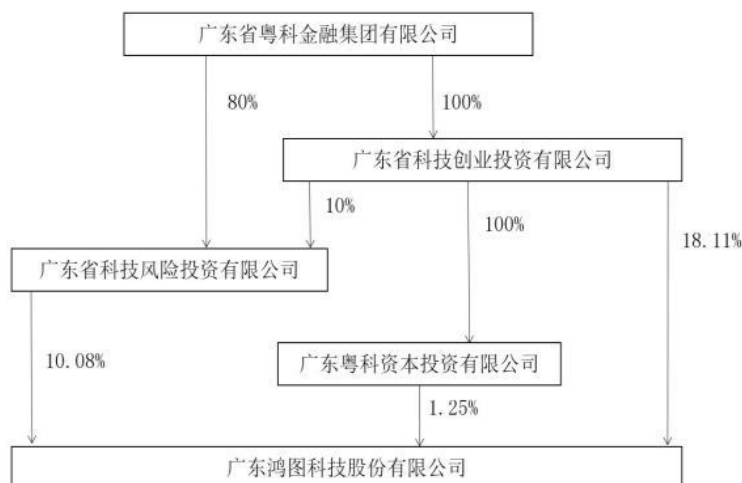 广东省粤科金融集团有限公司
80%
100%
广东省科技创业投资有限公司
10%
100%
18.11%
广东省科技风险投资有限公司
10.08%
广东粤科资本投资有限公司
1.25%
广东鸿图科技股份有限公司